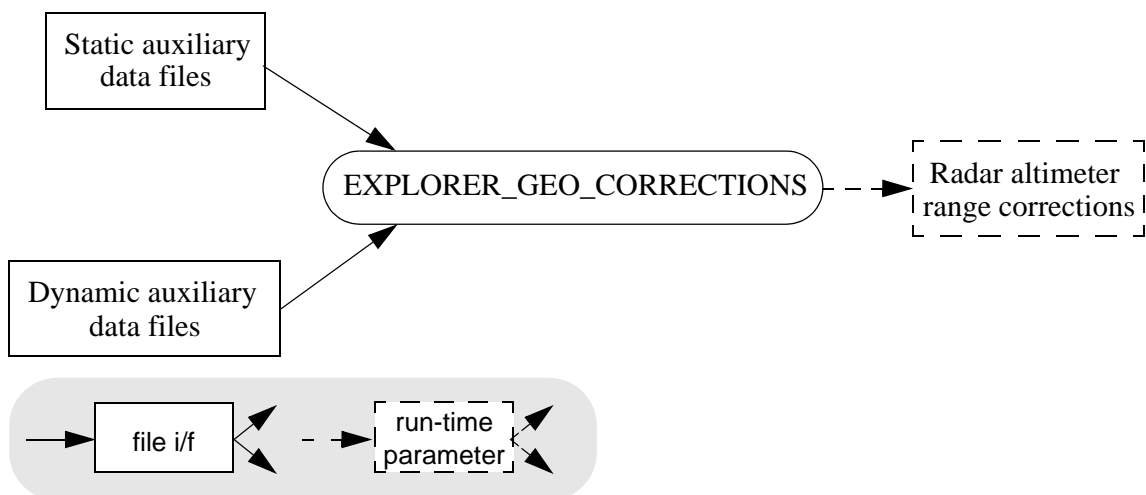 Static auxiliary
data files
EXPLORER_GEO_CORRECTIONS
Radar altimeter
range corrections
Dynamic auxiliary
data files
file i/f
run-time
parameter